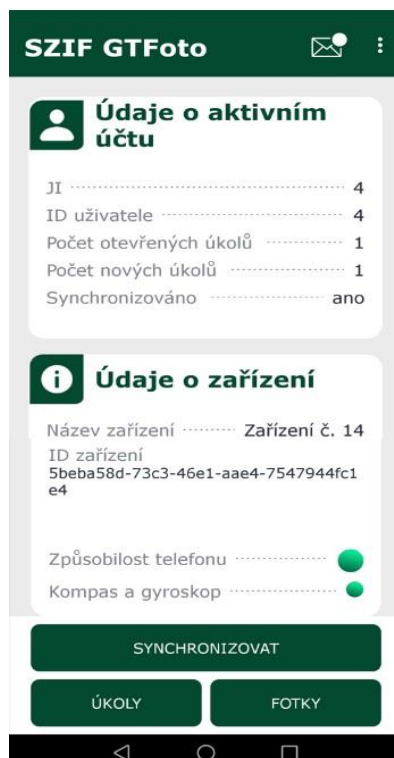 SZIF GTFoto
Údaje o aktivním
účtu
JI 4
ID uživatele 4
Počet otevřených úkolů 1
Počet nových úkolů 1
Synchronizováno ano
Údaje o zařízení
Název zařízení Zařízení č. 14
ID zařízení
5beba58d-73c3-46e1-aae4-7547944fc1
e4
Způsobilost telefonu
Kompas a gyroskop
SYNCHRONIZOVAT
ÚKOLY FOTKY